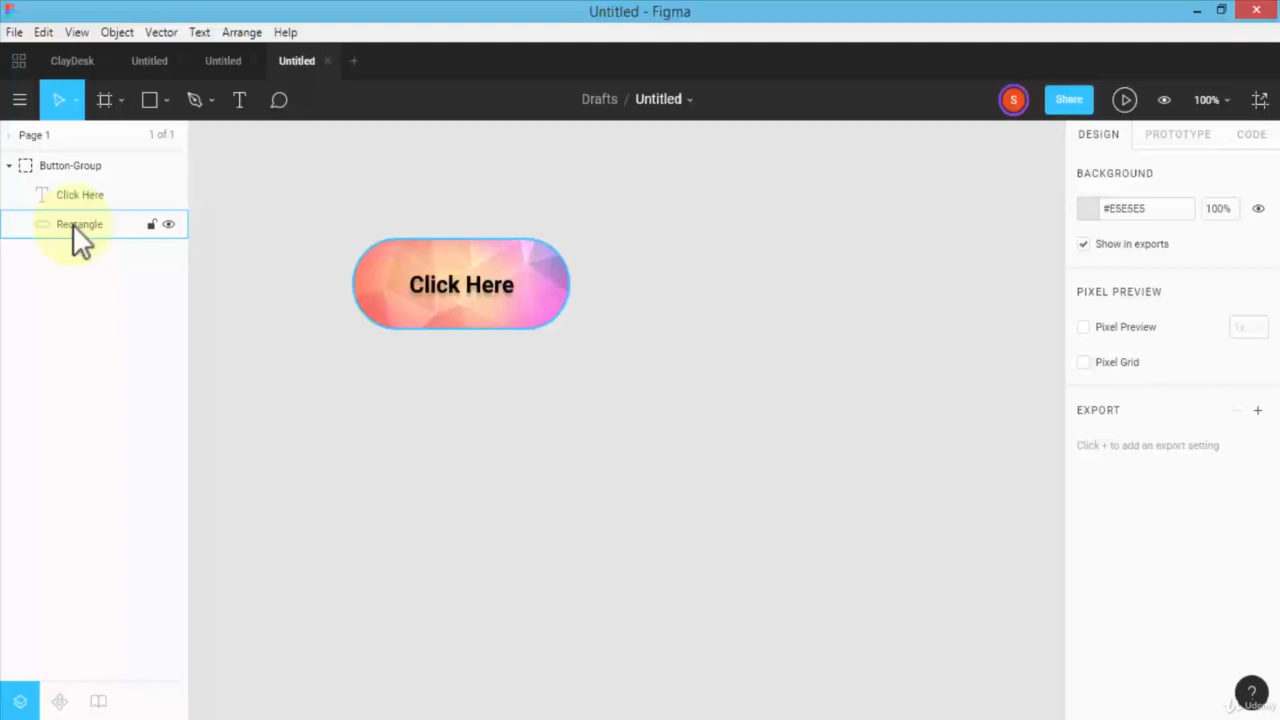 Untitled - Figma
File Edit View Object Vector Text Arrange Help
ClayDesk Untitled Untitled Untitled
Drafts / Untitled S Share 100%
Page 1 1 of 1 DESIGN PROTOTYPE CODE
Button-Group
BACKGROUND
Click Here
#E5E5E5 100%
Rectangle
Show in exports
Click Here
PIXEL PREVIEW
Pixel Preview 1x
Pixel Grid
EXPORT
Click + to add an export setting
?
Udemy